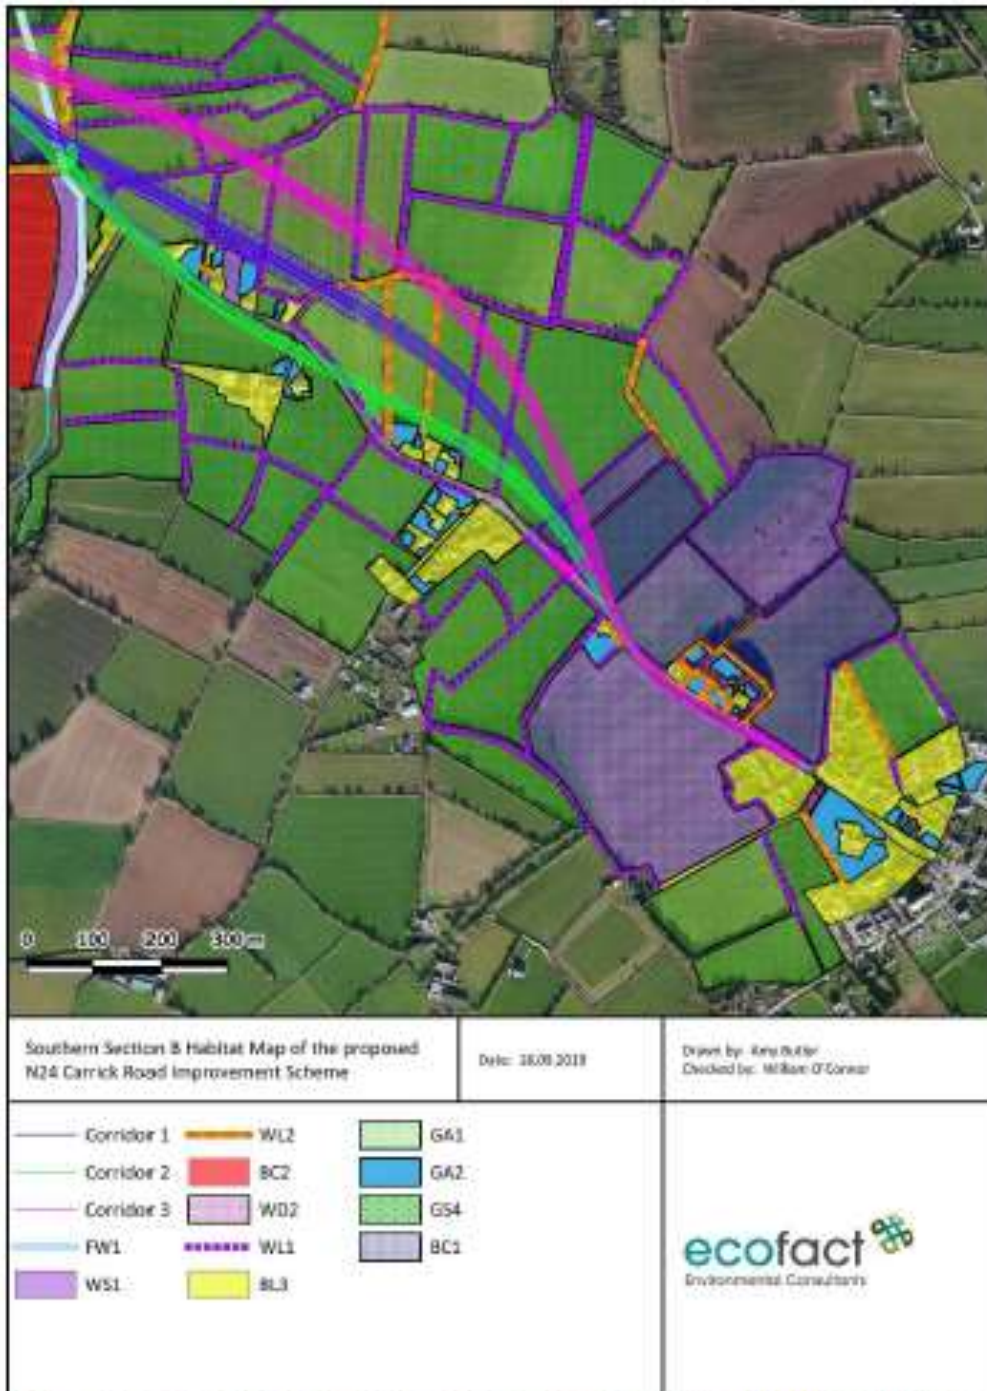 0 100 200 300 m
Southern Section B Habitat Map of the proposed
N24 Carrick Road Improvement Scheme
Date: 18.09.2019
Drawn by: Amy Butler
Checked by: William O'Connor
Corridor 1
Corridor 2
Corridor 3
FW1
WS1
WL2
BC2
WD2
WL1
BL3
GA1
GA2
GS4
BC1
ecofact
Environmental Consultants